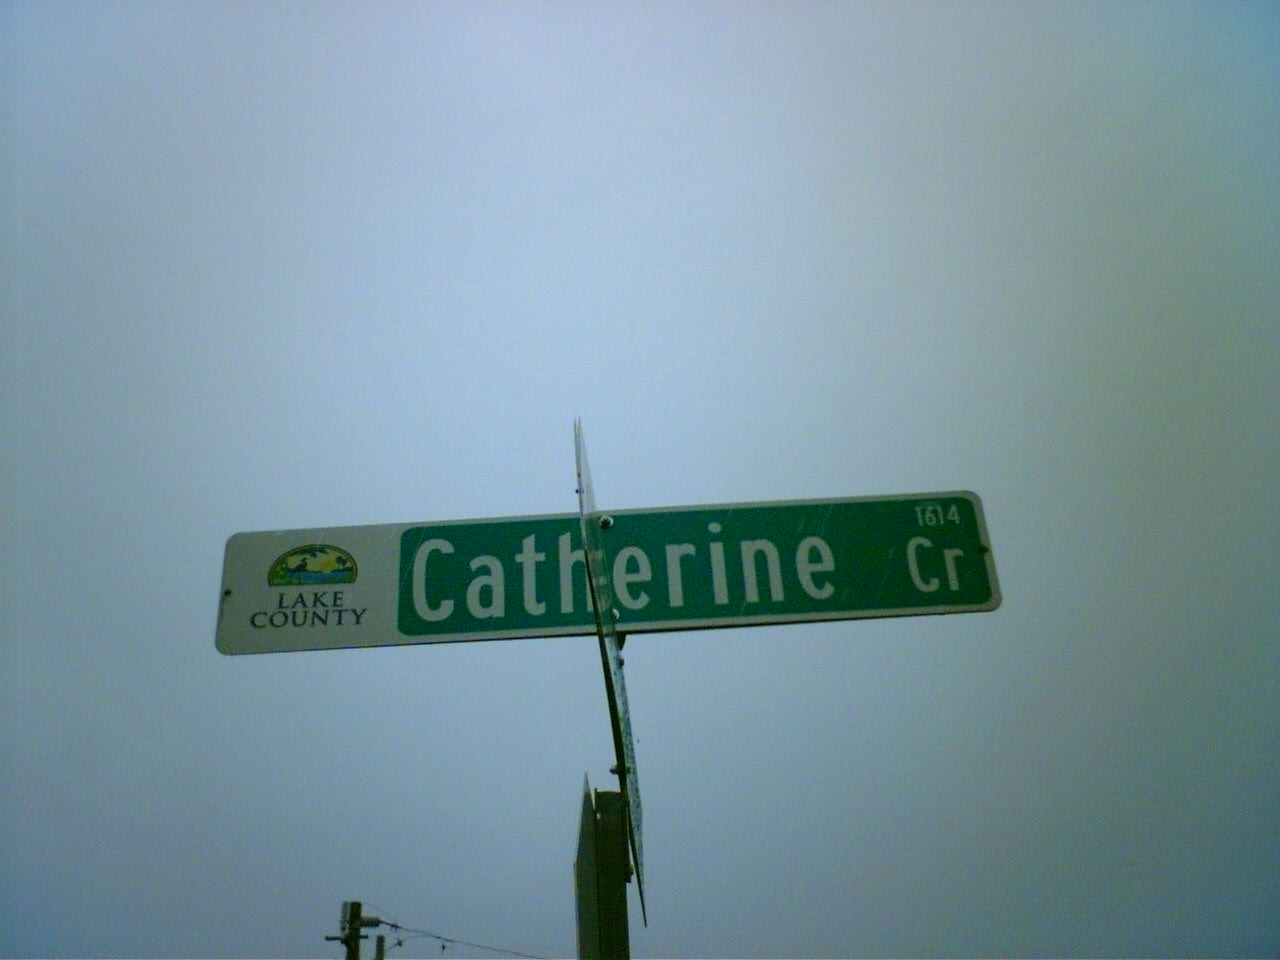 LAKE
COUNTY
Catherine Cr
1614